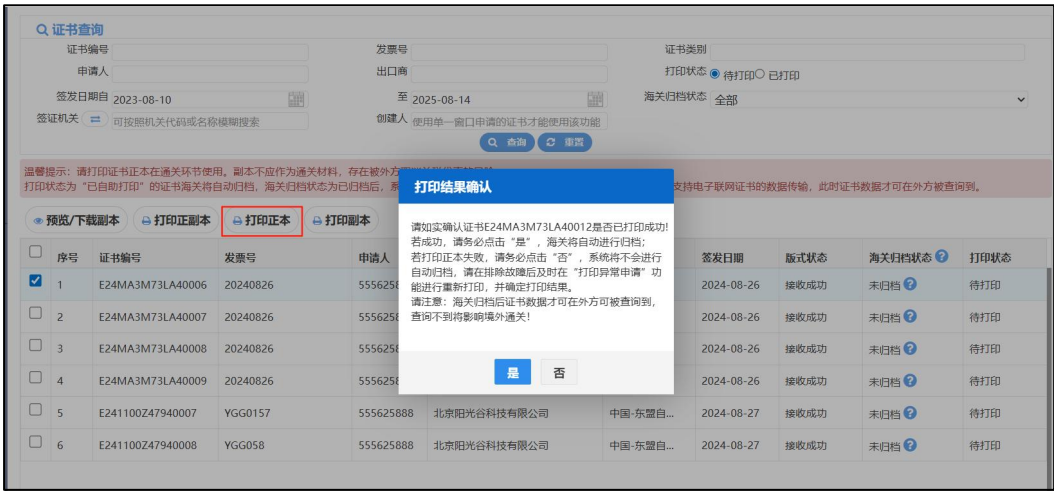 证书查询
证书编号 发票号 证书类别
申请人 出口商 打印状态 待打印 已打印
签发日期自 2023-08-10 至 2025-08-14 海关归档状态 全部
签证机关 可按照机关代码或名称模糊搜索 创建人 使用单一窗口申请的证书才能使用该功能
查询 重置
温馨提示：请打印证书正本在通关环节使用。副本不应作为通关材料，存在被外方
打印状态为“已自助打印”的证书海关将自动归档，海关归档状态为已归档后，系 支持电子联网证书的数据传输，此时证书数据才可在外方被查询到。
预览/下载副本 打印正副本 打印正本 打印副本
打印结果确认
请如实确认证书E24MA3M73LA40012是否已打印成功!
若成功，请务必点击“是”，海关将自动进行归档；
若打印正本失败，请务必点击“否”，系统将不会进行
自动归档，请在排除故障后及时在“打印异常申请”功
能进行重新打印，并确定打印结果。
请注意：海关归档后证书数据才可在外方可被查询到，
查询不到将影响境外通关!
是 否
序号 证书编号 发票号 申请人 签发日期 版式状态 海关归档状态 打印状态
1 E24MA3M73LA40006 20240826 5556258 2024-08-26 接收成功 未归档 待打印
2 E24MA3M73LA40007 20240826 5556258 2024-08-26 接收成功 未归档 待打印
3 E24MA3M73LA40008 20240826 5556258 2024-08-26 接收成功 未归档 待打印
4 E24MA3M73LA40009 20240826 5556258 2024-08-26 接收成功 未归档 待打印
5 E241100Z47940007 YGG0157 555625888 北京阳光谷科技有限公司 中国-东盟自... 2024-08-27 接收成功 未归档 待打印
6 E241100Z47940008 YGG058 555625888 北京阳光谷科技有限公司 中国-东盟自... 2024-08-27 接收成功 未归档 待打印